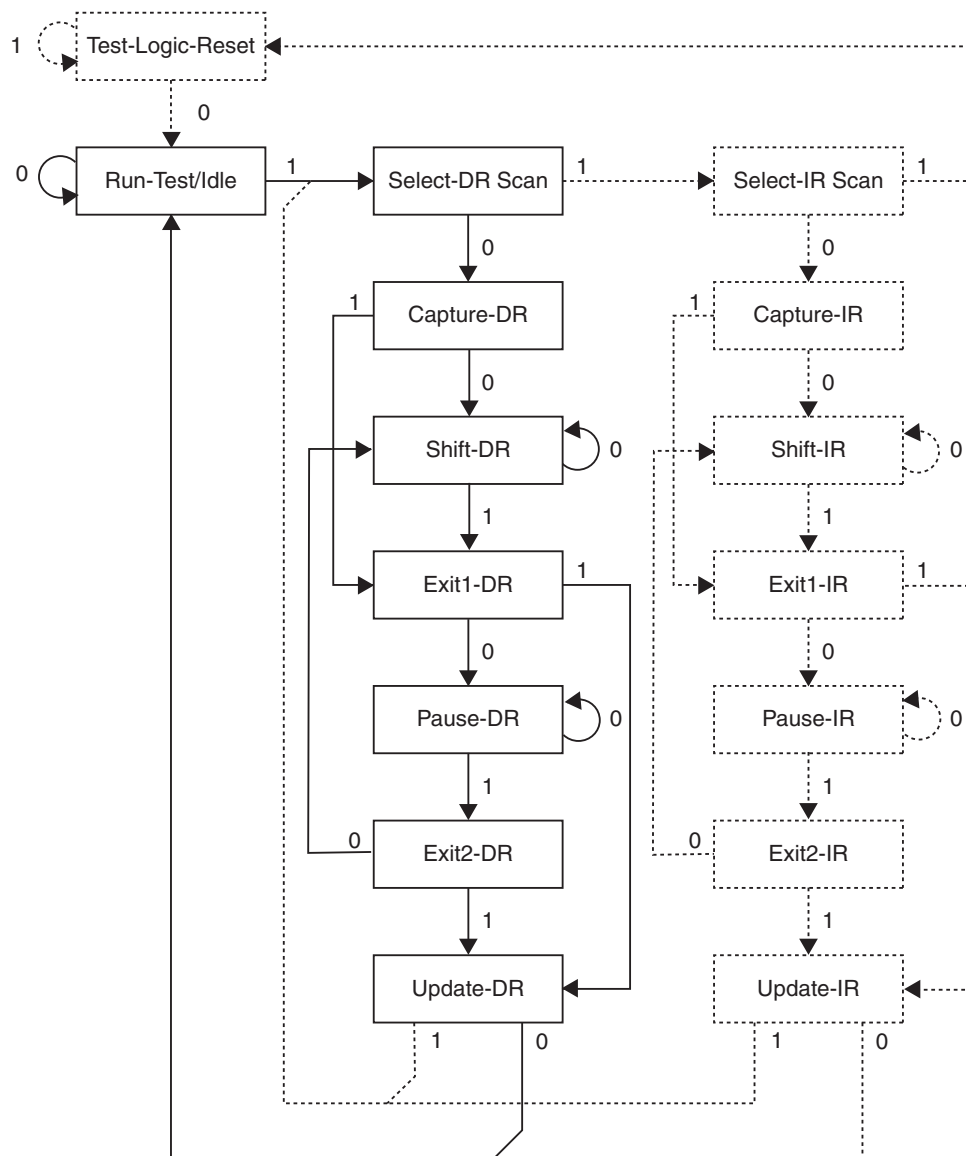 1
Test-Logic-Reset
0
0
Run-Test/Idle
1
Select-DR Scan
1
Select-IR Scan
1
0
0
1
Capture-DR
1
Capture-IR
0
0
Shift-DR
0
Shift-IR
0
1
1
Exit1-DR
1
Exit1-IR
1
0
0
Pause-DR
0
Pause-IR
0
1
1
0
Exit2-DR
0
Exit2-IR
1
1
Update-DR
Update-IR
1
0
1
0